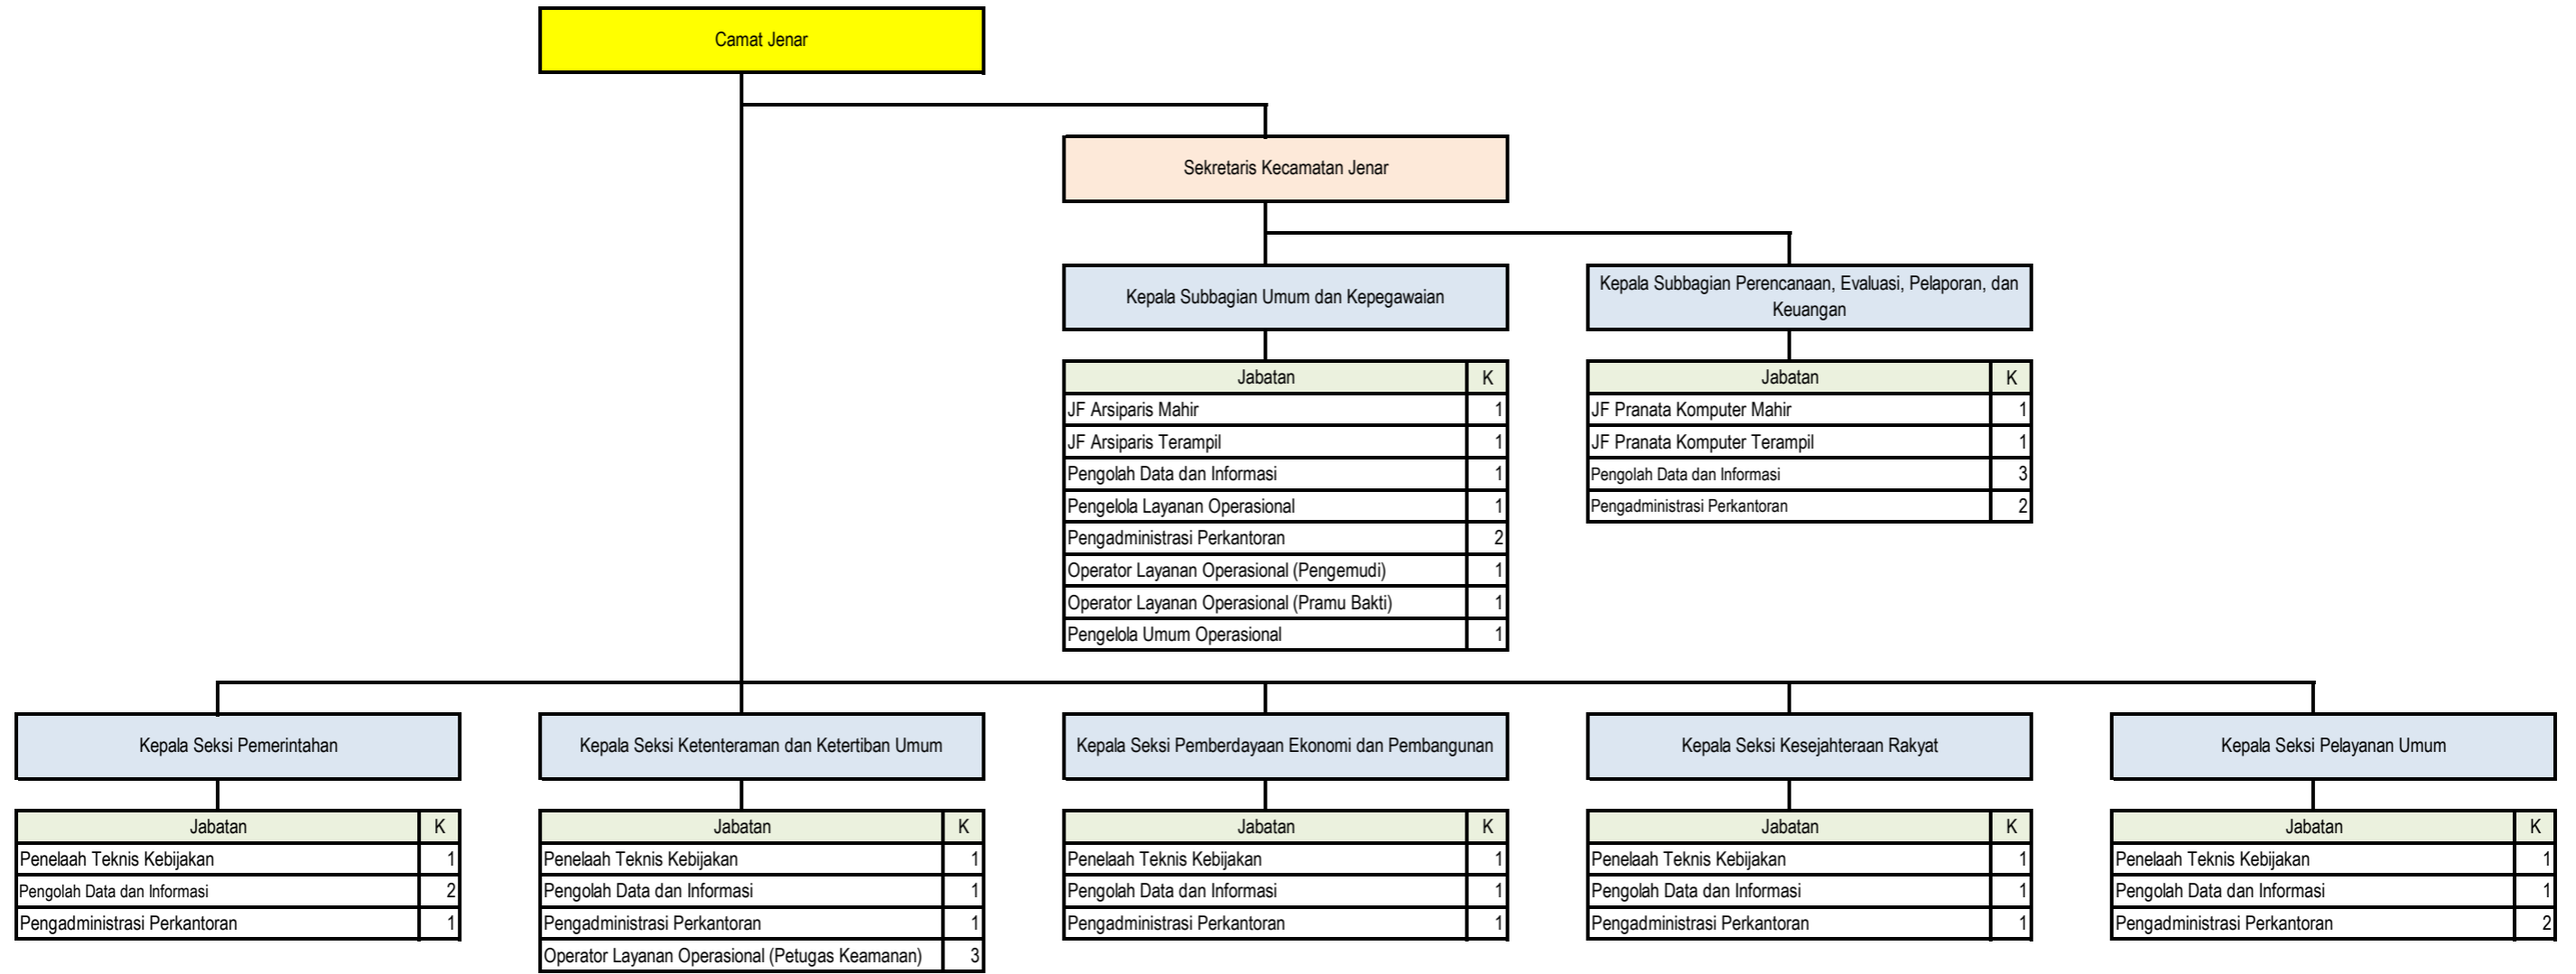 Camat Jenar
Sekretaris Kecamatan Jenar
Kepala Subbagian Umum dan Kepegawaian
Kepala Subbagian Perencanaan, Evaluasi, Pelaporan, dan
Keuangan
Jabatan K
JF Arsiparis Mahir 1
JF Arsiparis Terampil 1
Pengolah Data dan Informasi 1
Pengelola Layanan Operasional 1
Pengadministrasi Perkantoran 2
Operator Layanan Operasional (Pengemudi) 1
Operator Layanan Operasional (Pramu Bakti) 1
Pengelola Umum Operasional 1
Jabatan K
JF Pranata Komputer Mahir 1
JF Pranata Komputer Terampil 1
Pengolah Data dan Informasi 3
Pengadministrasi Perkantoran 2
Kepala Seksi Pemerintahan
Jabatan K
Penelaah Teknis Kebijakan 1
Pengolah Data dan Informasi 2
Pengadministrasi Perkantoran 1
Kepala Seksi Ketenteraman dan Ketertiban Umum
Jabatan K
Penelaah Teknis Kebijakan 1
Pengolah Data dan Informasi 1
Pengadministrasi Perkantoran 1
Operator Layanan Operasional (Petugas Keamanan) 3
Kepala Seksi Pemberdayaan Ekonomi dan Pembangunan
Jabatan K
Penelaah Teknis Kebijakan 1
Pengolah Data dan Informasi 1
Pengadministrasi Perkantoran 1
Kepala Seksi Kesejahteraan Rakyat
Jabatan K
Penelaah Teknis Kebijakan 1
Pengolah Data dan Informasi 1
Pengadministrasi Perkantoran 1
Kepala Seksi Pelayanan Umum
Jabatan K
Penelaah Teknis Kebijakan 1
Pengolah Data dan Informasi 1
Pengadministrasi Perkantoran 2